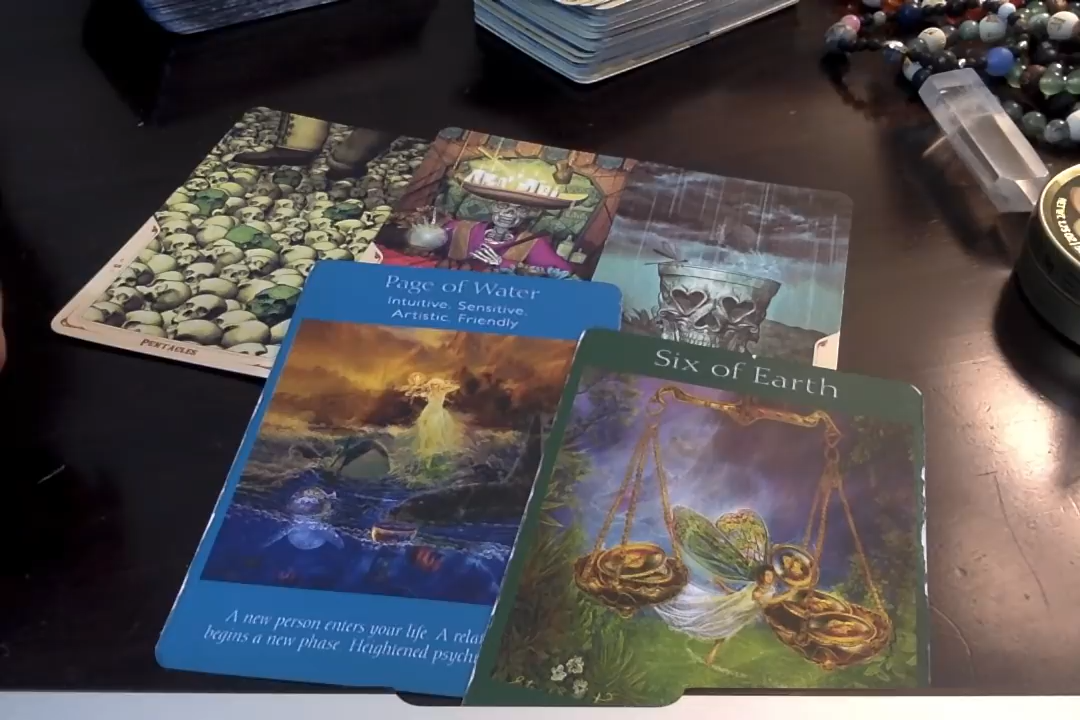 PENTACLES
Page of Water
Intuitive. Sensitive.
Artistic. Friendly
A new person enters your life. A rela
begins a new phase. Heightened psych
Six of Earth